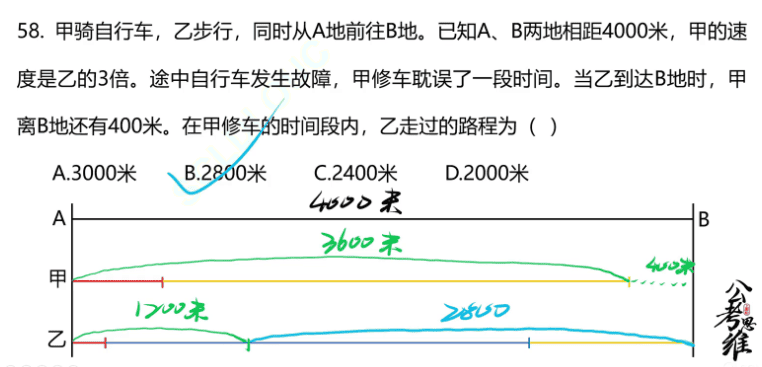 58. 甲骑自行车，乙步行，同时从A地前往B地。已知A、B两地相距4000米，甲的速
度是乙的3倍。途中自行车发生故障，甲修车耽误了一段时间。当乙到达B地时，甲
离B地还有400米。在甲修车的时间段内，乙走过的路程为（ ）
A.3000米 B.2800米 C.2400米 D.2000米
4000米
A B
3600米
400米
甲
1200米 2800
乙
公考思维